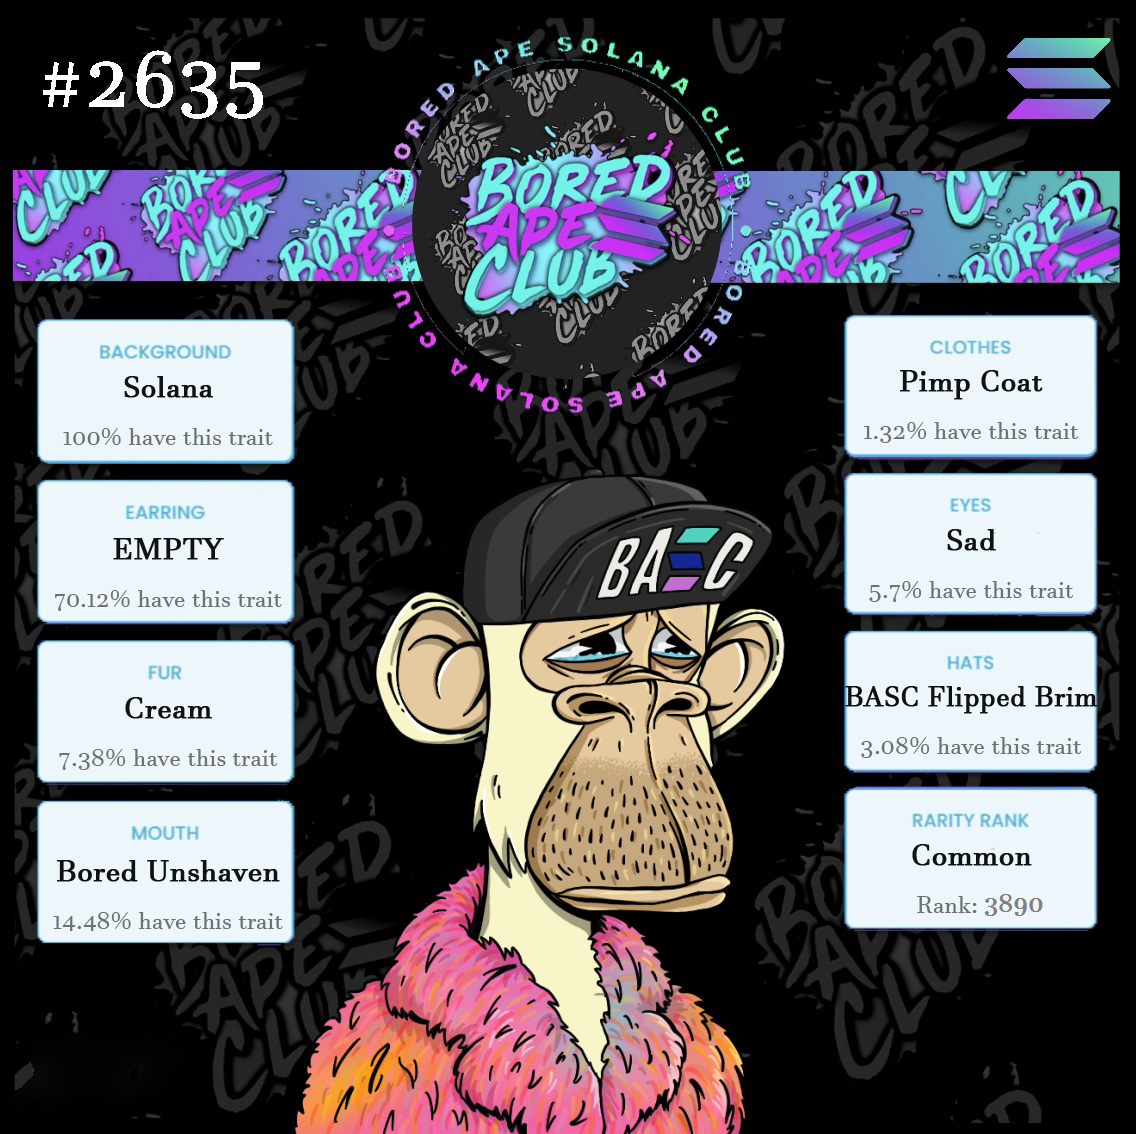 #2635
BORED APE SOLANA CLUB
BORED APE SOLANA CLUB
BORED
APE
CLUB
BACKGROUND
Solana
100% have this trait
EARRING
EMPTY
70.12% have this trait
FUR
Cream
7.38% have this trait
MOUTH
Bored Unshaven
14.48% have this trait
CLOTHES
Pimp Coat
1.32% have this trait
EYES
Sad
5.7% have this trait
HATS
BASC Flipped Brim
3.08% have this trait
RARITY RANK
Common
Rank: 3890
BASC